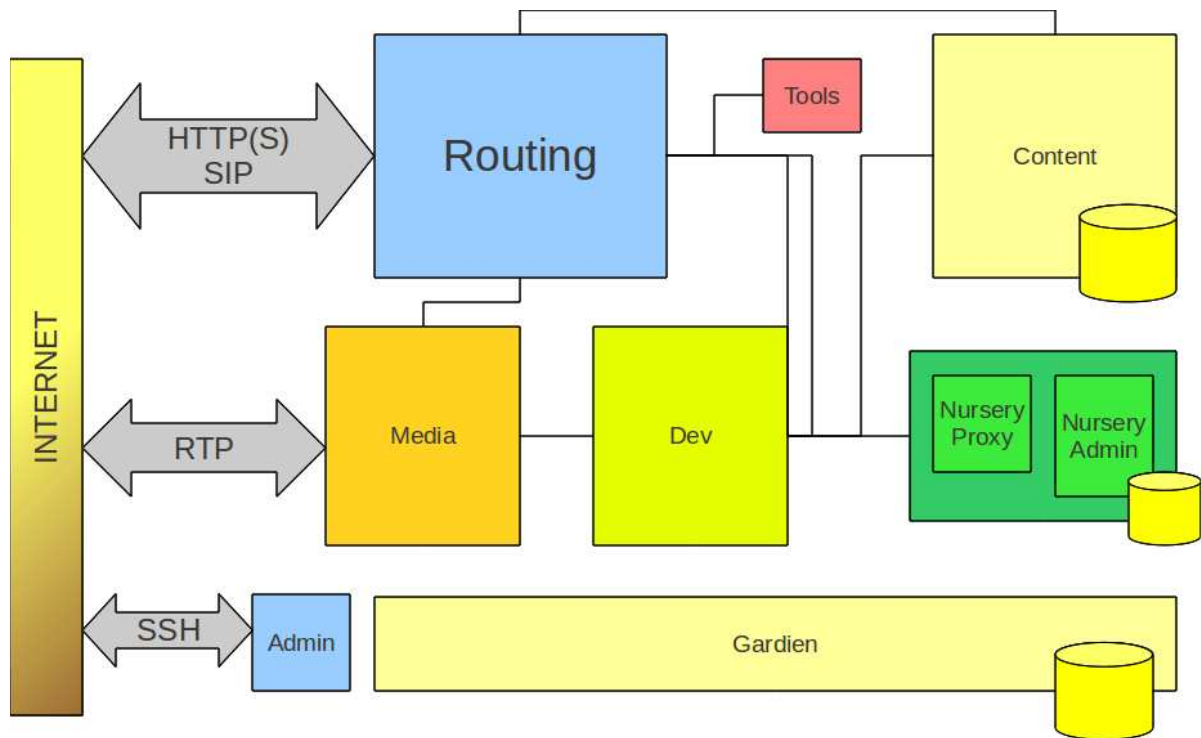 HTTP(S)
SIP
Routing
Tools
Content
INTERNET
RTP
Media
Dev
Nursery
Proxy
Nursery
Admin
SSH
Admin
Gardien